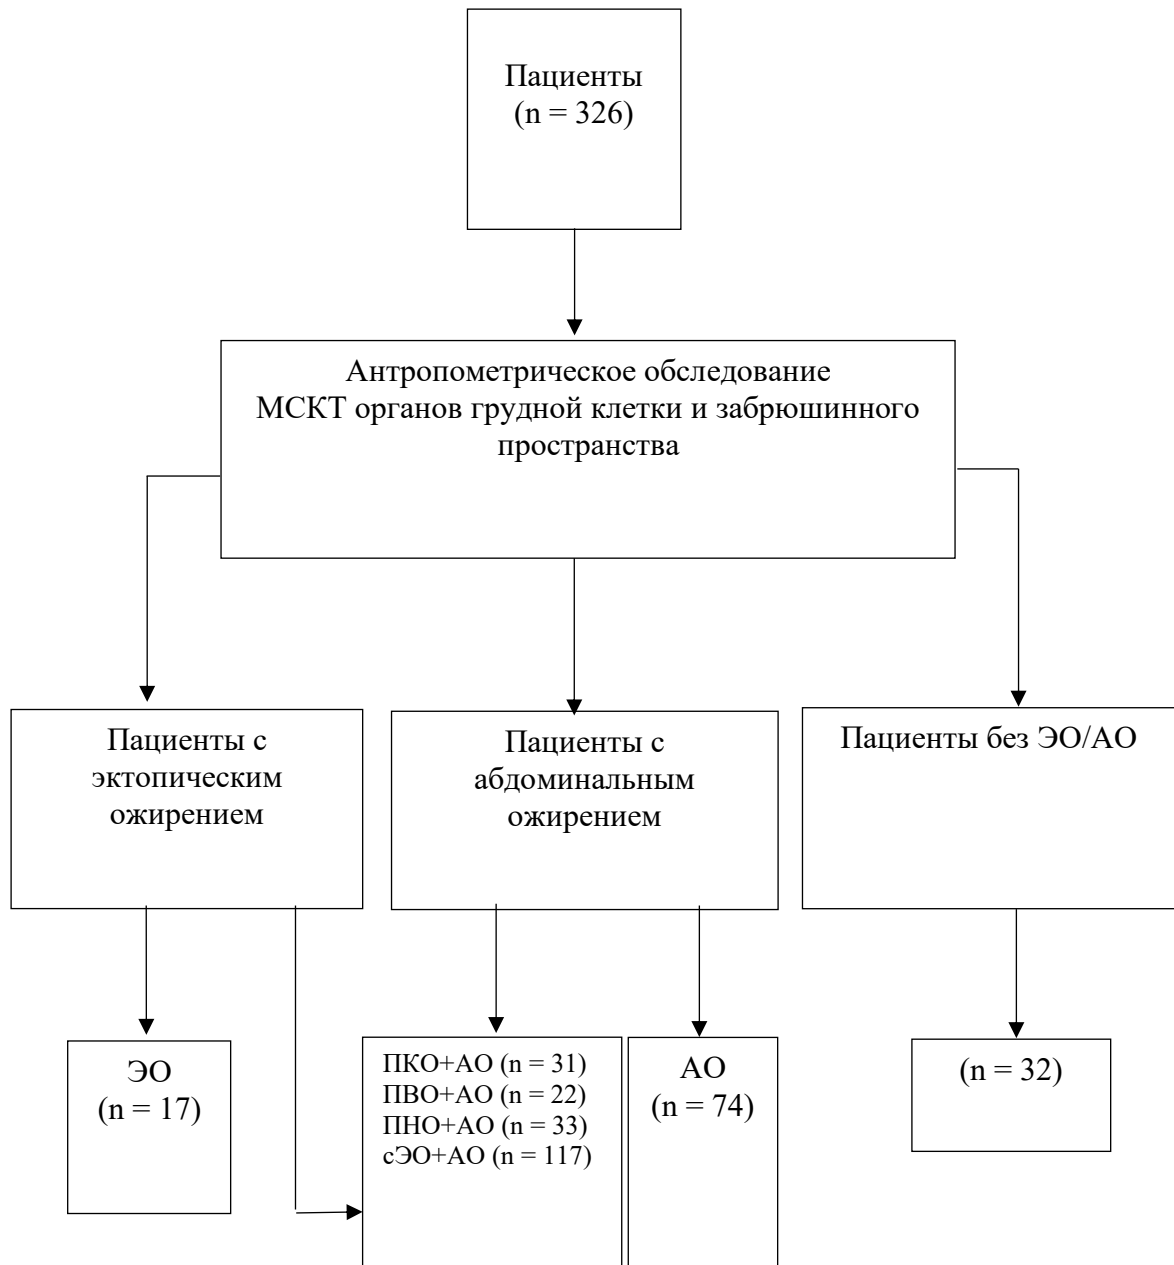 Пациенты
(n = 326)
Антропометрическое обследование
МСКТ органов грудной клетки и забрюшинного
пространства
Пациенты с
эктопическим
ожирением
Пациенты с
абдоминальным
ожирением
Пациенты без ЭО/АО
ЭО
(n = 17)
ПКО+АО (n = 31)
ПВО+АО (n = 22)
ПНО+АО (n = 33)
сЭО+АО (n = 117)
АО
(n = 74)
(n = 32)